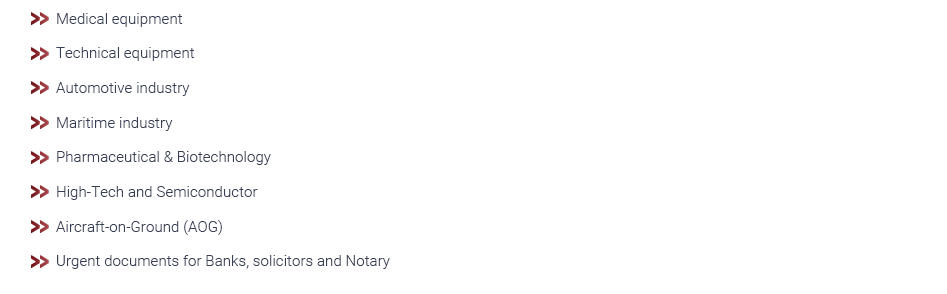 Medical equipment
Technical equipment
Automotive industry
Maritime industry
Pharmaceutical & Biotechnology
High-Tech and Semiconductor
Aircraft-on-Ground (AOG)
Urgent documents for Banks, solicitors and Notary